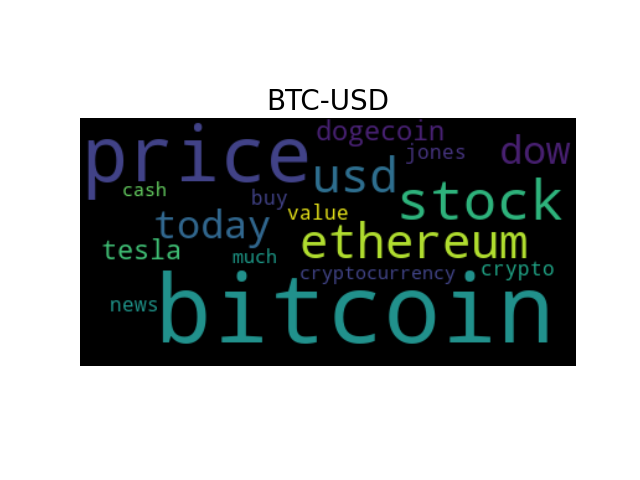 BTC-USD
dogecoin
price
jones
dow
usd
cash
buy
stock
value
today
ethereum
tesla
much
crypto
cryptocurrency
news
bitcoin